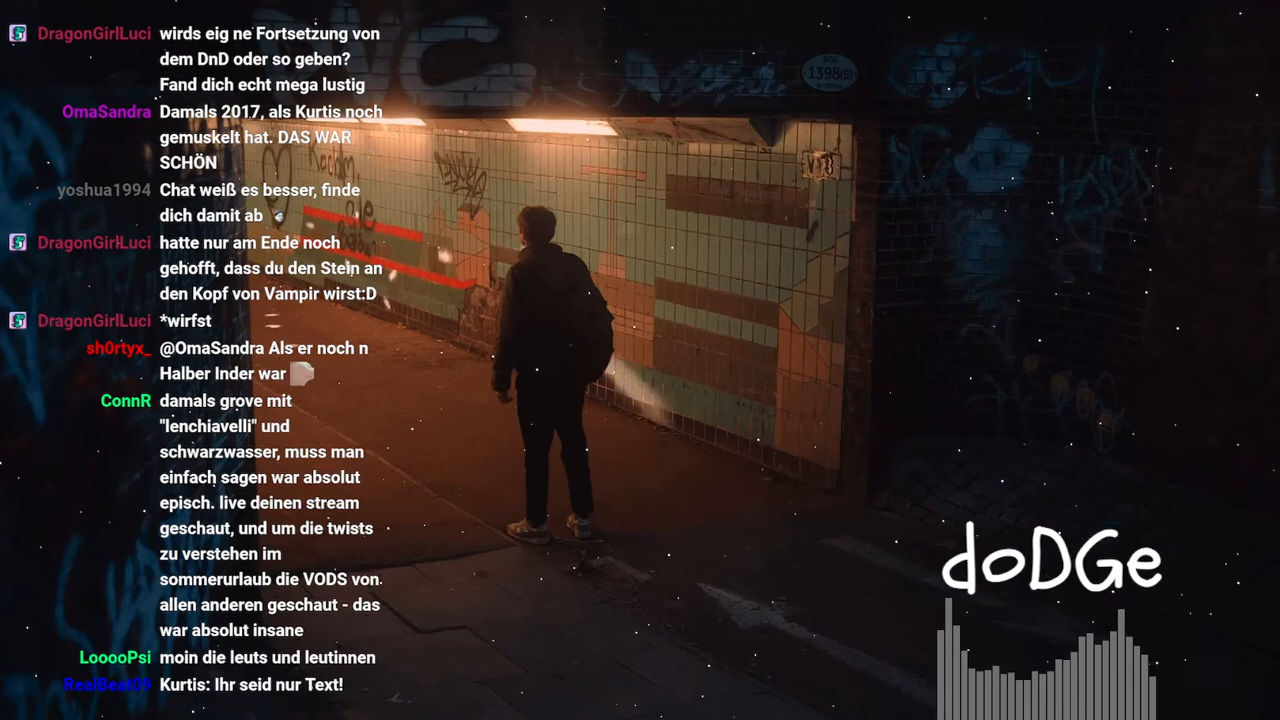 DragonGirlLuci wirds eig ne Fortsetzung von
dem DnD oder so geben?
Fand dich echt mega lustig
OmaSandra Damals 2017, als Kurtis noch
gemuskelt hat. DAS WAR
SCHÖN
yoshua1994 Chat weiß es besser, finde
dich damit ab
DragonGirlLuci hatte nur am Ende noch
gehofft, dass du den Stein an
den Kopf von Vampir wirst:D
DragonGirlLuci *wirfst
sh0rtyx_ @OmaSandra Als er noch n
Halber Inder war
ConnR damals grove mit
"lenchiavelli" und
schwarzwasser, muss man
einfach sagen war absolut
episch. live deinen stream
geschaut, und um die twists
zu verstehen im
sommerurlaub die VODS von
allen anderen geschaut - das
war absolut insane
LooooPsi moin die leuts und leutinnen
RealBeat09 Kurtis: Ihr seid nur Text!
BGK
1398(S)
doDGe